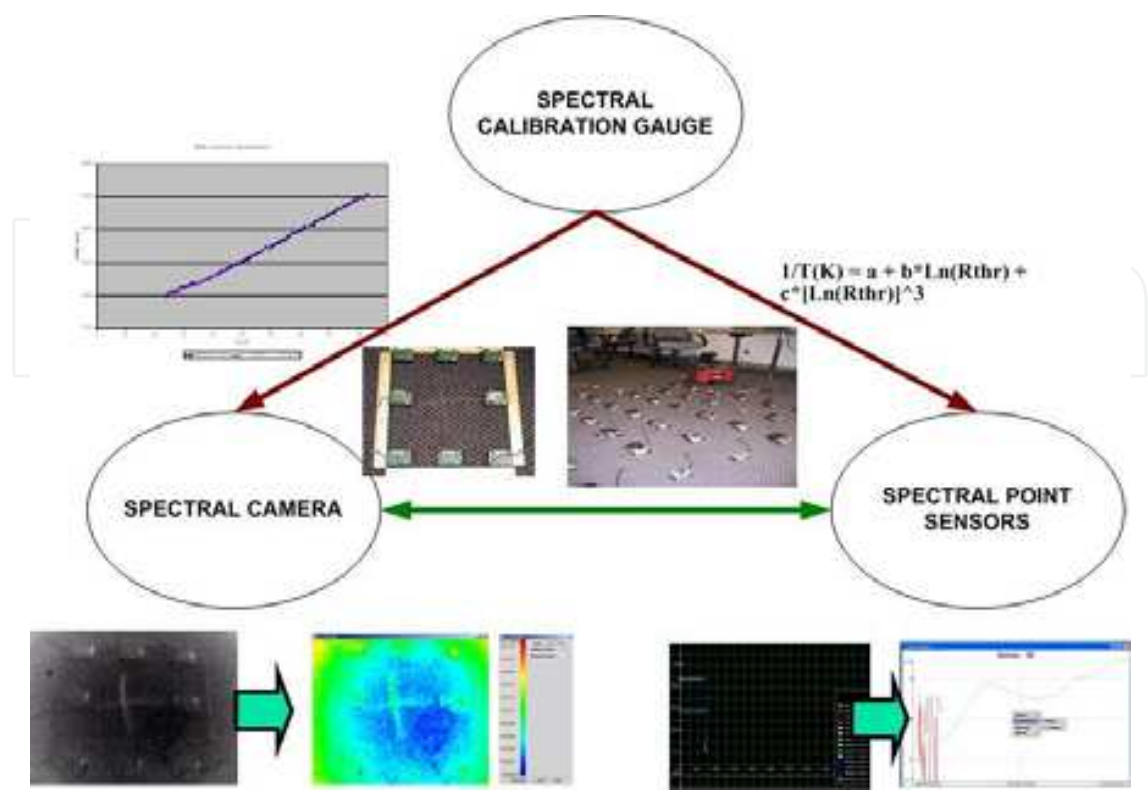 SPECTRAL
CALIBRATION GAUGE
1/T(K) = a + b*Ln(Rthr) +
c*[Ln(Rthr)]^3
SPECTRAL CAMERA
SPECTRAL POINT
SENSORS